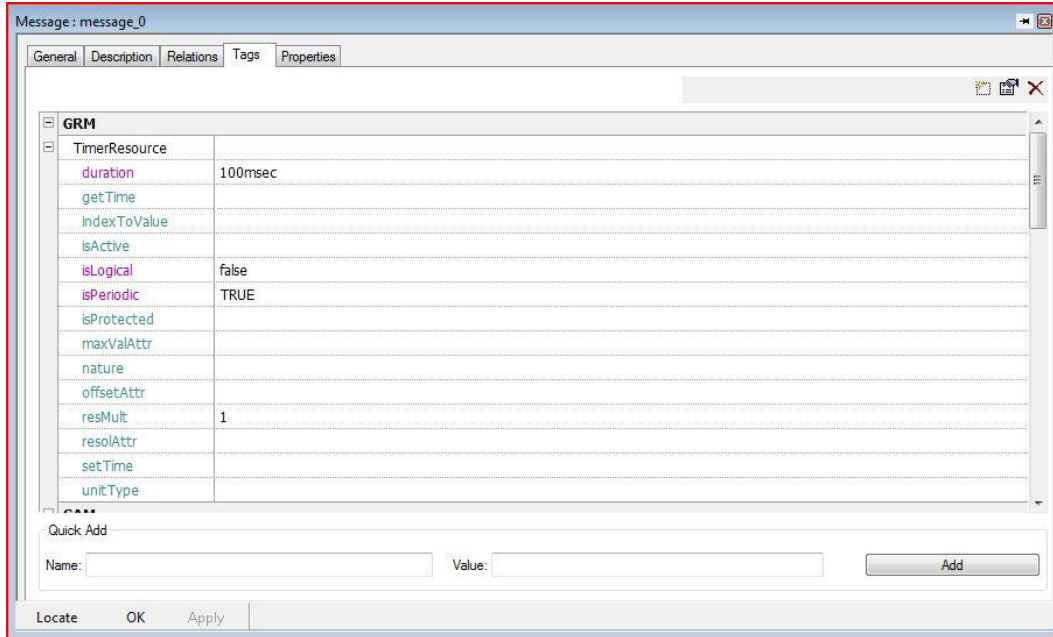 Message : message_0
General Description Relations Tags Properties
GRM
TimerResource
duration 100msec
getTime
indexToValue
isActive
isLogical false
isPeriodic TRUE
isProtected
maxValAttr
nature
offsetAttr
resMult 1
resolAttr
setTime
unitType
Quick Add
Name: Value: Add
Locate OK Apply